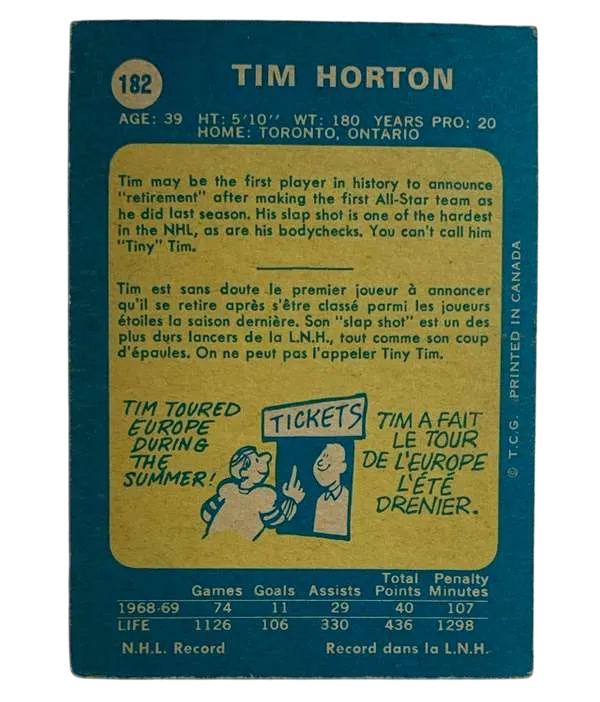 182
TIM HORTON
AGE: 39 HT: 5'10'' WT: 180 YEARS PRO: 20
HOME: TORONTO, ONTARIO
Tim may be the first player in history to announce
"retirement" after making the first All-Star team as
he did last season. His slap shot is one of the hardest
in the NHL, as are his bodychecks. You can't call him
"Tiny" Tim.
Tim est sans doute le premier joueur à annoncer
qu'il se retire après s'être classé parmi les joueurs
étoiles la saison dernière. Son "slap shot" est un des
plus durs lancers de la L.N.H., tout comme son coup
d'épaules. On ne peut pas l'appeler Tiny Tim.
TIM TOURED
EUROPE
DURING
THE
SUMMER!
TICKETS
TIM A FAIT
LE TOUR
DE L'EUROPE
L'ÉTÉ
DRENIER.
© T.C.G. PRINTED IN CANADA
Games Goals Assists Total Points Penalty Minutes
1968-69 74 11 29 40 107
LIFE 1126 106 330 436 1298
N.H.L. Record Record dans la L.N.H.